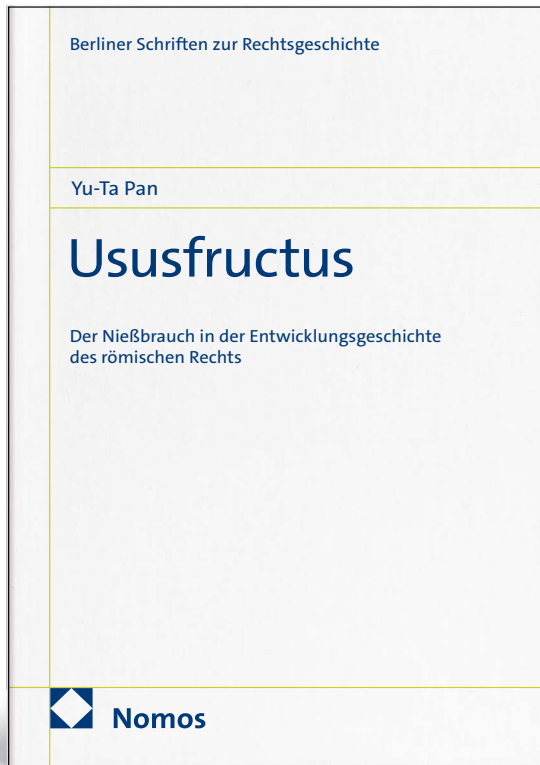 Berliner Schriften zur Rechtsgeschichte
Yu-Ta Pan
Ususfructus
Der Nießbrauch in der Entwicklungsgeschichte
des römischen Rechts
Nomos